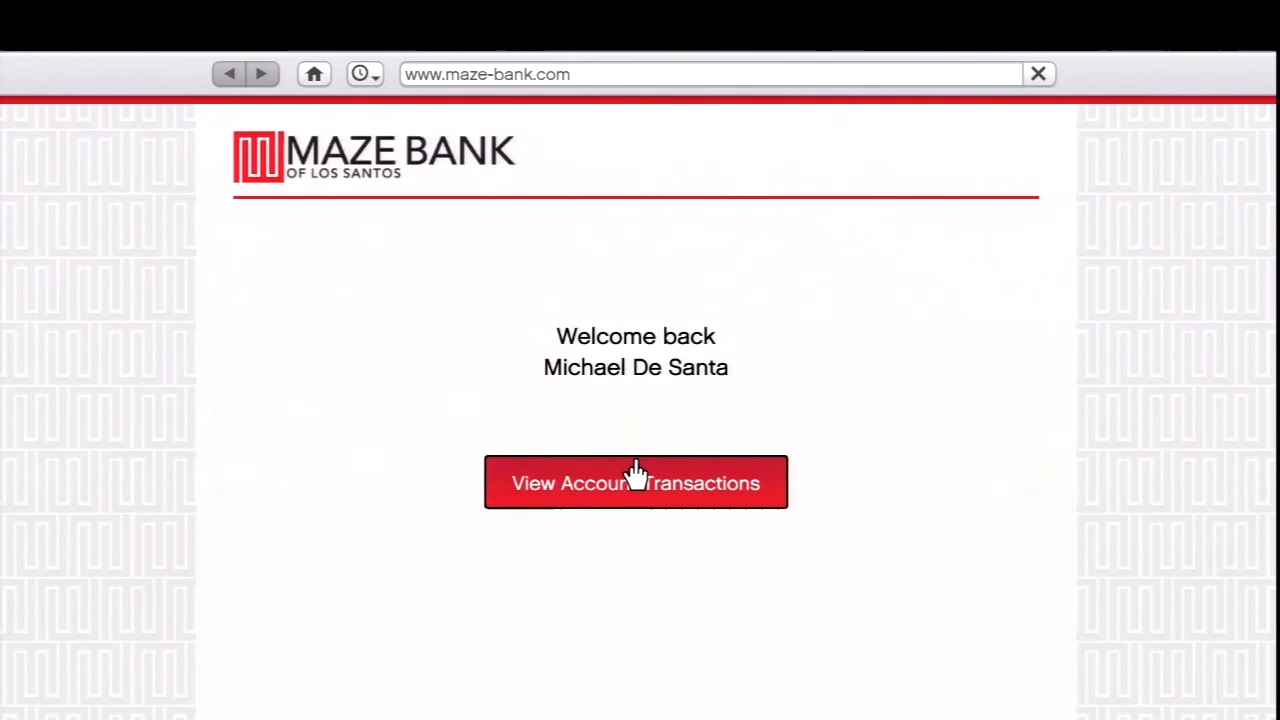 www.maze-bank.com
MAZE BANK
OF LOS SANTOS
Welcome back
Michael De Santa
View Account Transactions